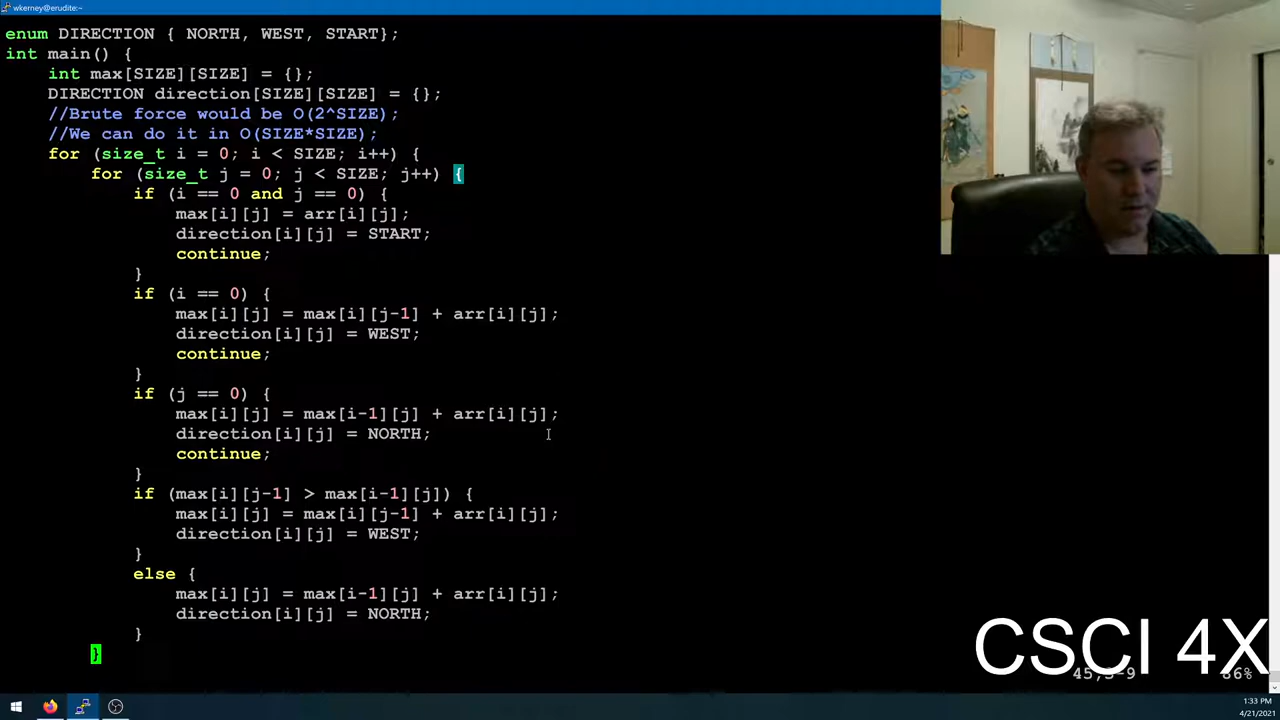 wkerney@erudite:~
enum DIRECTION { NORTH, WEST, START};
int main() {
    int max[SIZE][SIZE] = {};
    DIRECTION direction[SIZE][SIZE] = {};
    //Brute force would be O(2^SIZE);
    //We can do it in O(SIZE*SIZE);
    for (size_t i = 0; i < SIZE; i++) {
        for (size_t j = 0; j < SIZE; j++) {
            if (i == 0 and j == 0) {
                max[i][j] = arr[i][j];
                direction[i][j] = START;
                continue;
            }
            if (i == 0) {
                max[i][j] = max[i][j-1] + arr[i][j];
                direction[i][j] = WEST;
                continue;
            }
            if (j == 0) {
                max[i][j] = max[i-1][j] + arr[i][j];
                direction[i][j] = NORTH;
                continue;
            }
            if (max[i][j-1] > max[i-1][j]) {
                max[i][j] = max[i][j-1] + arr[i][j];
                direction[i][j] = WEST;
            }
            else {
                max[i][j] = max[i-1][j] + arr[i][j];
                direction[i][j] = NORTH;
            }
        }
CSCI 4X
1:33 PM
4/21/2021